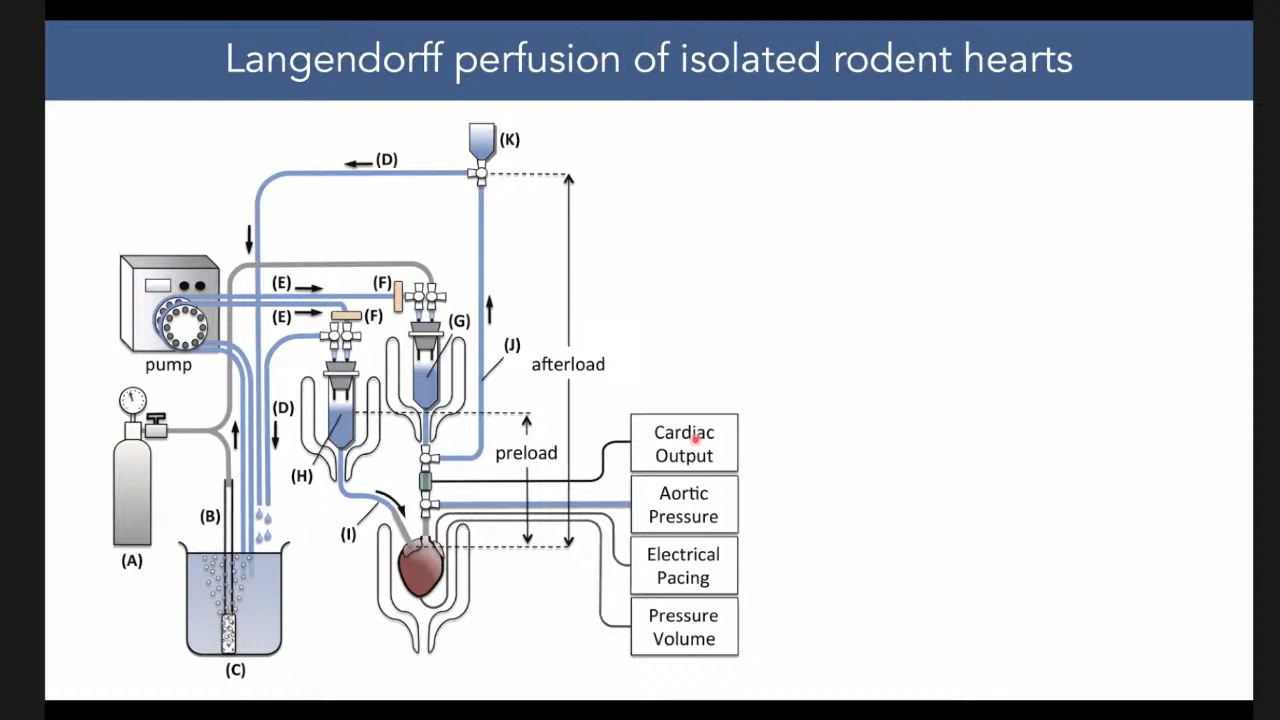 Langendorff perfusion of isolated rodent hearts
(K)
(D)
(E)
(F)
(E)
(F)
(G)
(J)
pump
afterload
(D)
preload
(H)
(B)
(I)
(A)
(C)
Cardiac
Output
Aortic
Pressure
Electrical
Pacing
Pressure
Volume